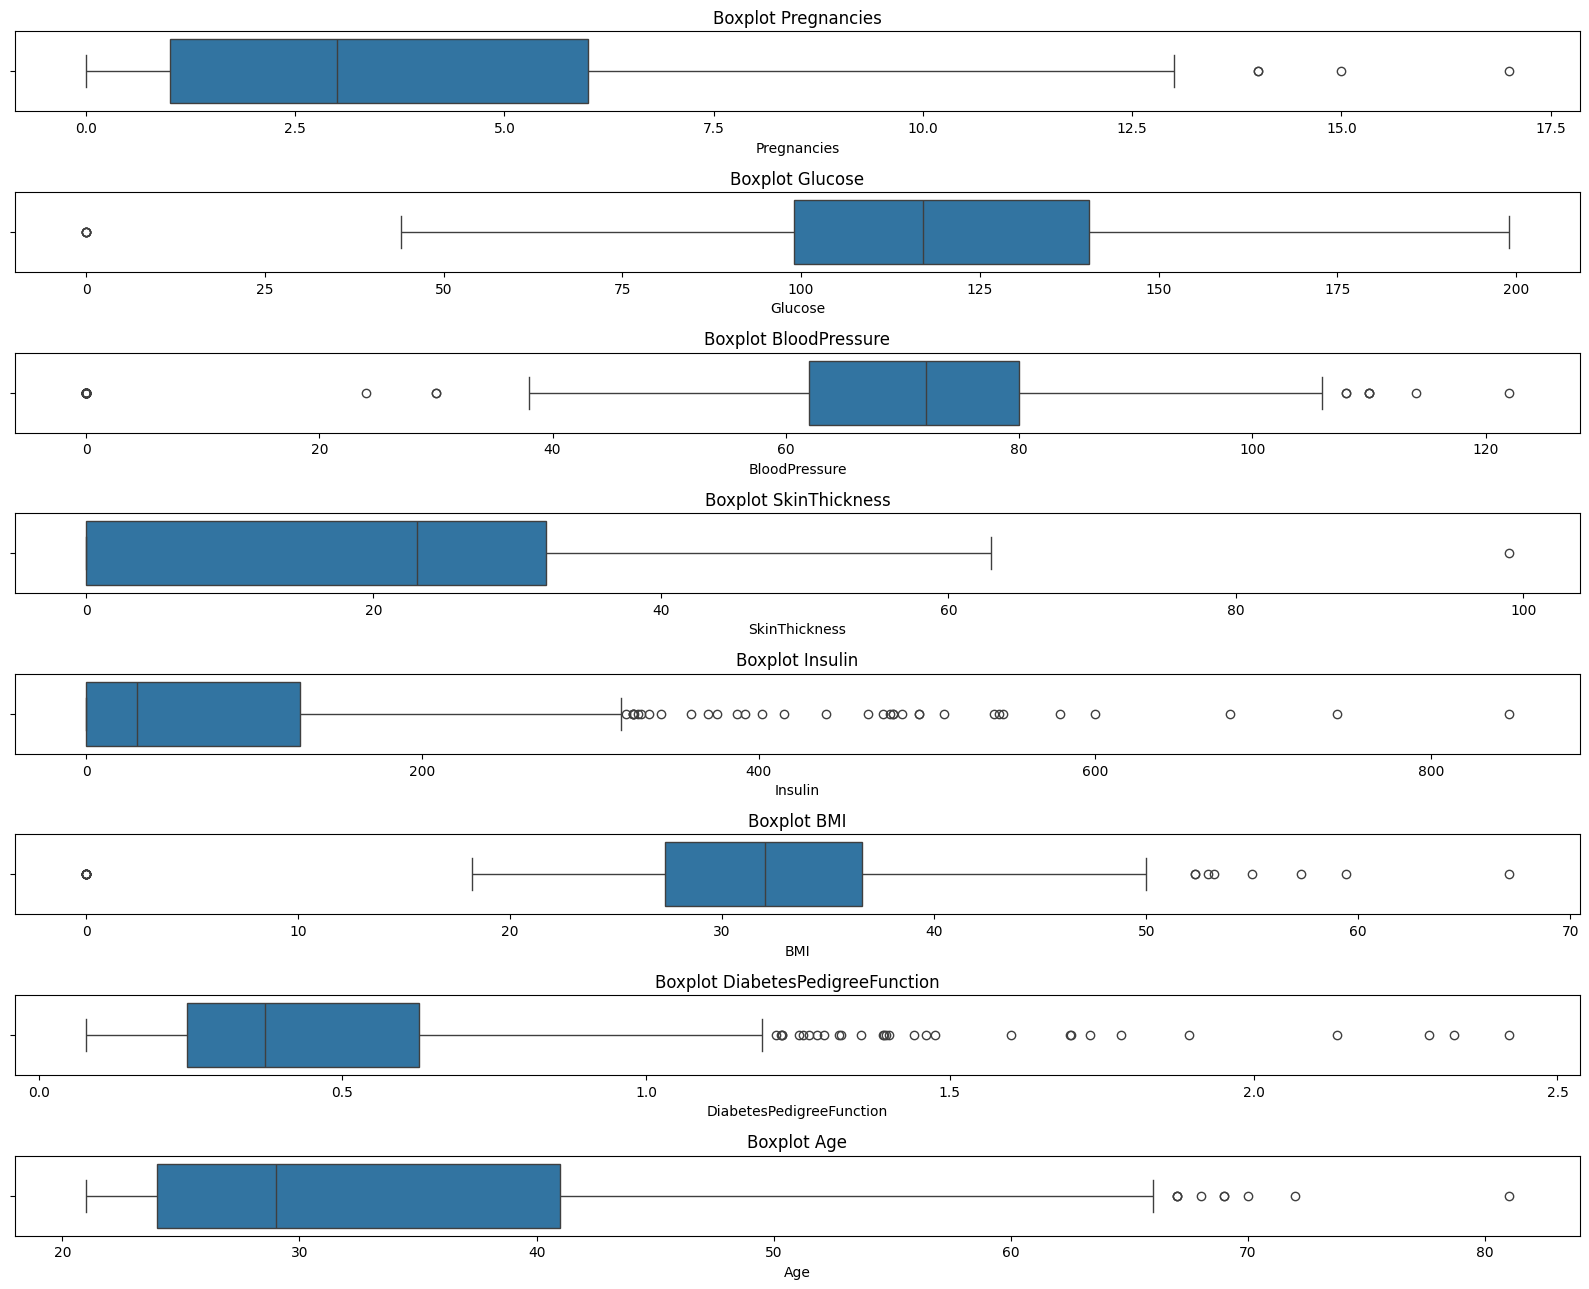 Boxplot Pregnancies
0.0 2.5 5.0 7.5 10.0 12.5 15.0 17.5
Pregnancies
Boxplot Glucose
0 25 50 75 100 125 150 175 200
Glucose
Boxplot BloodPressure
0 20 40 60 80 100 120
BloodPressure
Boxplot SkinThickness
0 20 40 60 80 100
SkinThickness
Boxplot Insulin
0 200 400 600 800
Insulin
Boxplot BMI
0 10 20 30 40 50 60 70
BMI
Boxplot DiabetesPedigreeFunction
0.0 0.5 1.0 1.5 2.0 2.5
DiabetesPedigreeFunction
Boxplot Age
20 30 40 50 60 70 80
Age